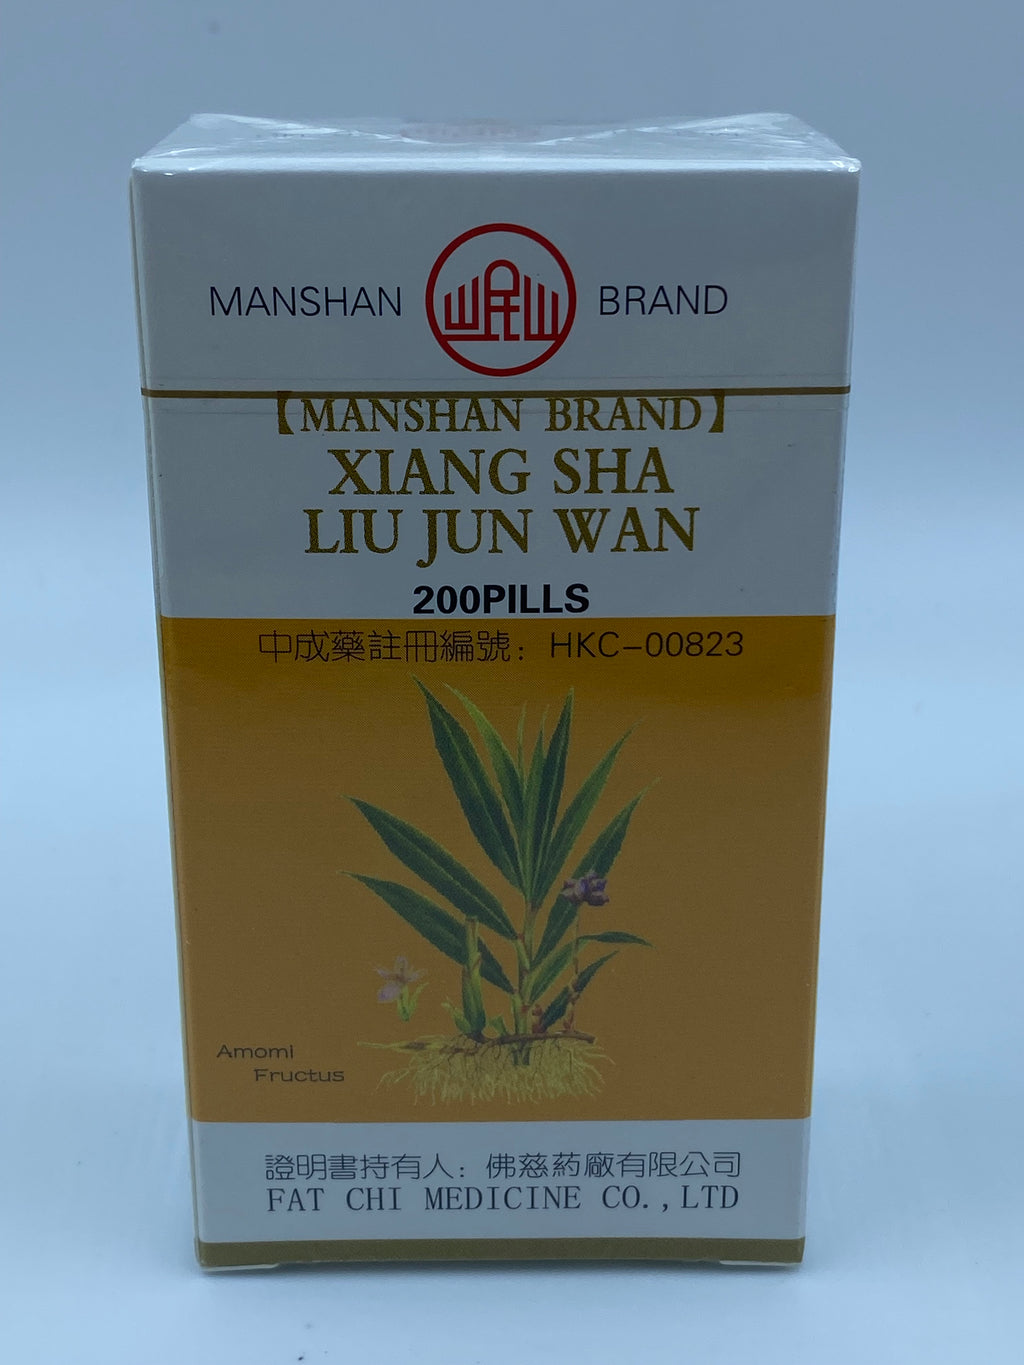 MANSHAN 岷山 BRAND
【MANSHAN BRAND】
XIANG SHA
LIU JUN WAN
200PILLS
中成藥註冊編號：HKC-00823
Amomi
Fructus
證明書持有人：佛慈葯廠有限公司
FAT CHI MEDICINE CO.,LTD